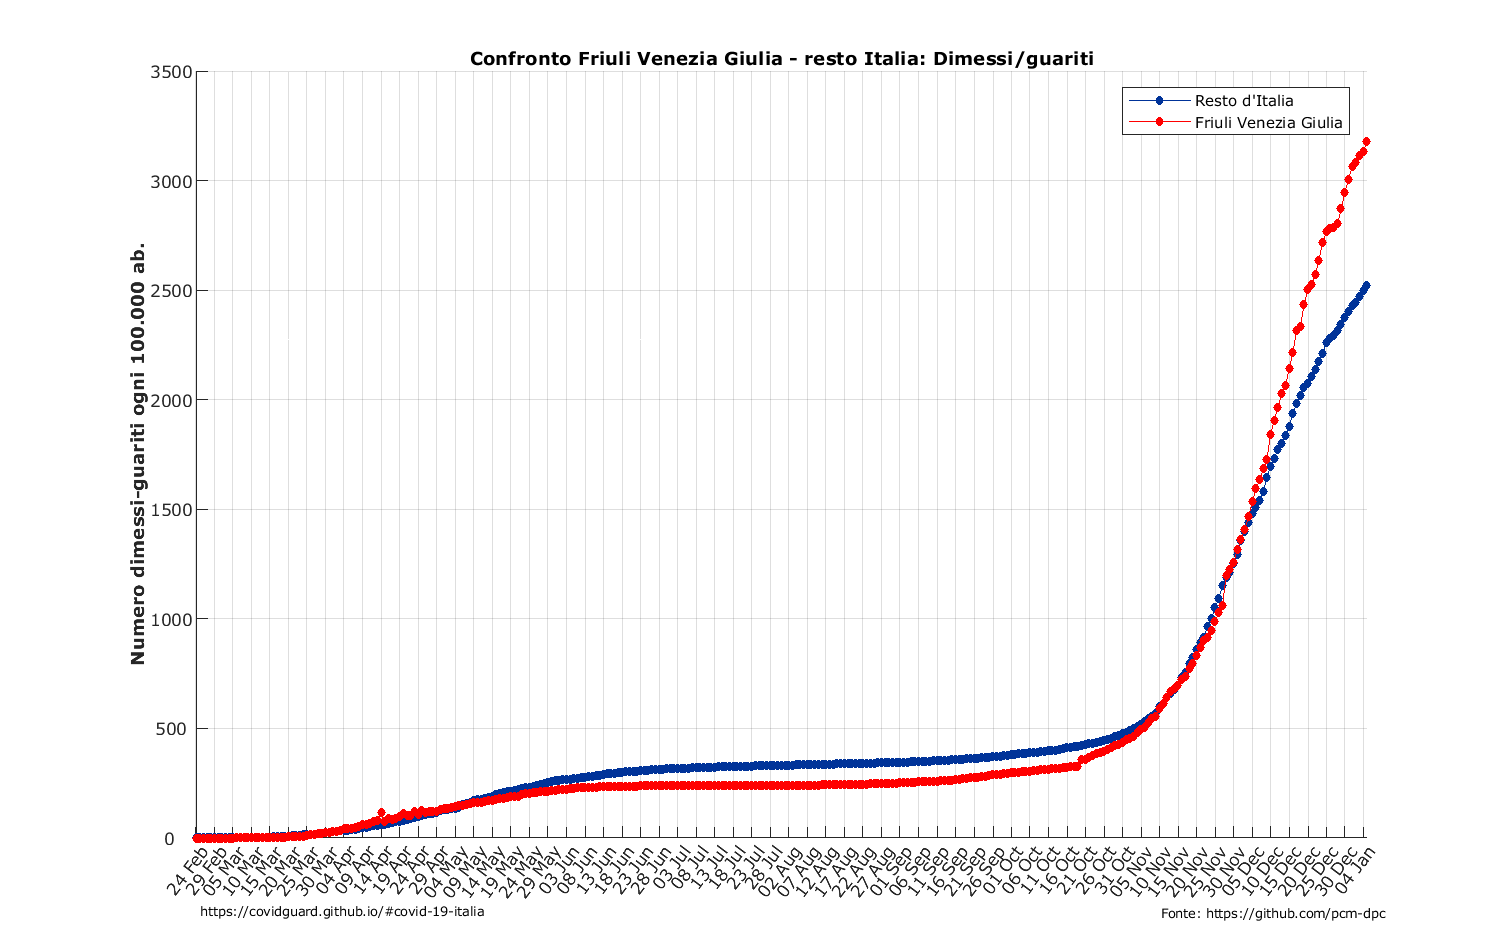 Confronto Friuli Venezia Giulia - resto Italia: Dimessi/guariti
Resto d'Italia
Friuli Venezia Giulia
Numero dimessi-guariti ogni 100.000 ab.
3500
3000
2500
2000
1500
1000
500
0
24 Feb
29 Feb
05 Mar
10 Mar
15 Mar
20 Mar
25 Mar
30 Mar
04 Apr
09 Apr
14 Apr
19 Apr
24 Apr
29 Apr
04 May
09 May
14 May
19 May
24 May
29 May
03 Jun
08 Jun
13 Jun
18 Jun
23 Jun
28 Jun
03 Jul
08 Jul
13 Jul
18 Jul
23 Jul
28 Jul
02 Aug
07 Aug
12 Aug
17 Aug
22 Aug
27 Aug
01 Sep
06 Sep
11 Sep
16 Sep
21 Sep
26 Sep
01 Oct
06 Oct
11 Oct
16 Oct
21 Oct
26 Oct
31 Oct
05 Nov
10 Nov
15 Nov
20 Nov
25 Nov
30 Nov
05 Dec
10 Dec
15 Dec
20 Dec
25 Dec
30 Dec
04 Jan
https://covidguard.github.io/#covid-19-italia
Fonte: https://github.com/pcm-dpc